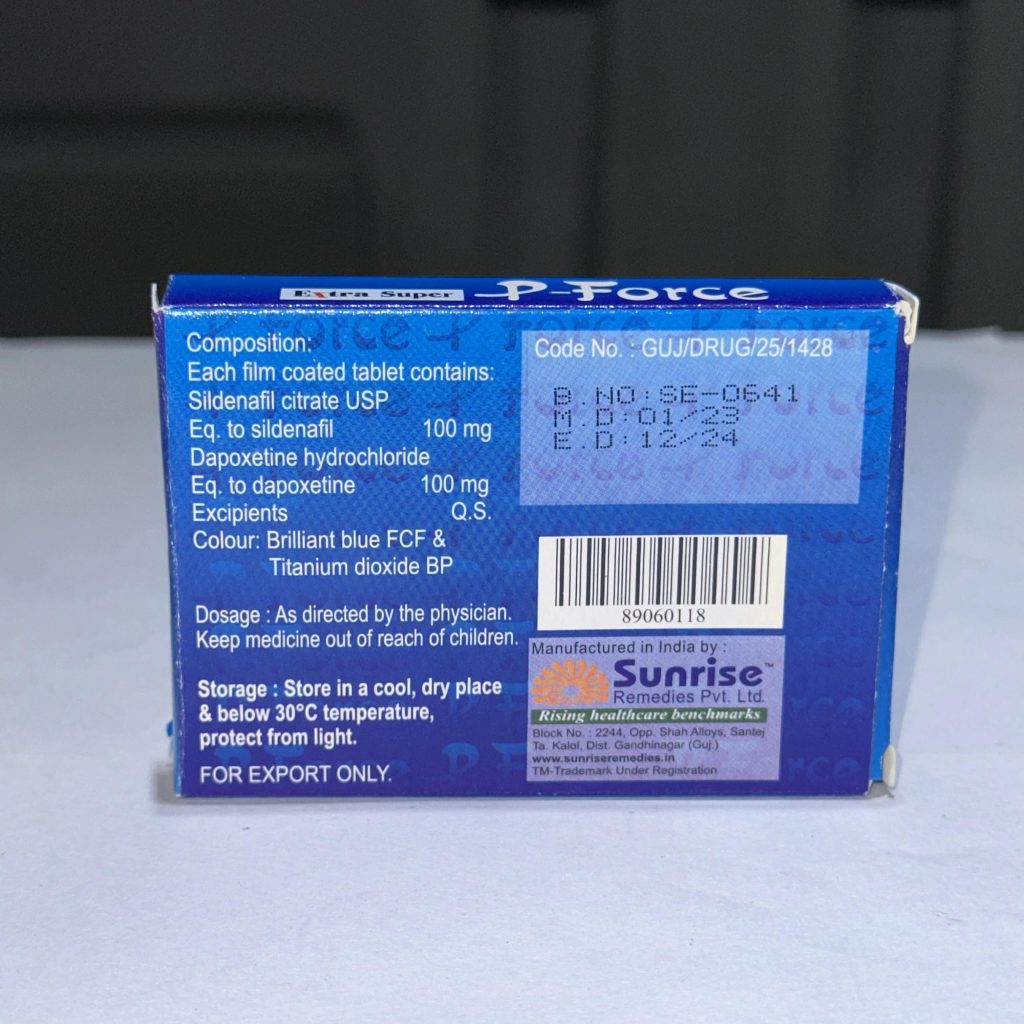 Extra Super P-Force
Composition:
Each film coated tablet contains:
Sildenafil citrate USP
Eq. to sildenafil 100 mg
Dapoxetine hydrochloride
Eq. to dapoxetine 100 mg
Excipients Q.S.
Colour: Brilliant blue FCF &
Titanium dioxide BP
Dosage : As directed by the physician.
Keep medicine out of reach of children.
Storage : Store in a cool, dry place
& below 30°C temperature,
protect from light.
FOR EXPORT ONLY.
Code No. : GUJ/DRUG/25/1428
B.NO:SE-0641
M.D:01/23
E.D:12/24
89060118
Manufactured in India by :
Sunrise™
Remedies Pvt. Ltd.
Rising healthcare benchmarks
Block No. : 2244, Opp. Shah Alloys, Santej
Ta. Kalol, Dist. Gandhinagar (Guj.)
www.sunriseremedies.in
TM-Trademark Under Registration